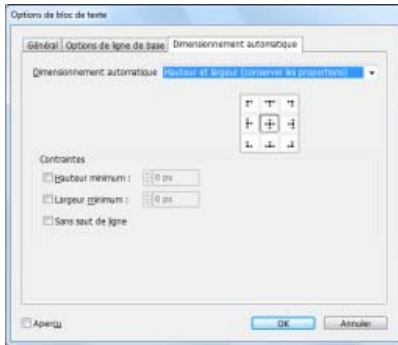 Options de bloc de texte
Général Options de ligne de base Dimensionnement automatique
Dimensionnement automatique Hauteur et largeur (conserver les proportions)
Contraintes
Hauteur minimum : 0 px
Largeur minimum : 0 px
Sans saut de ligne
Aperçu OK Annuler